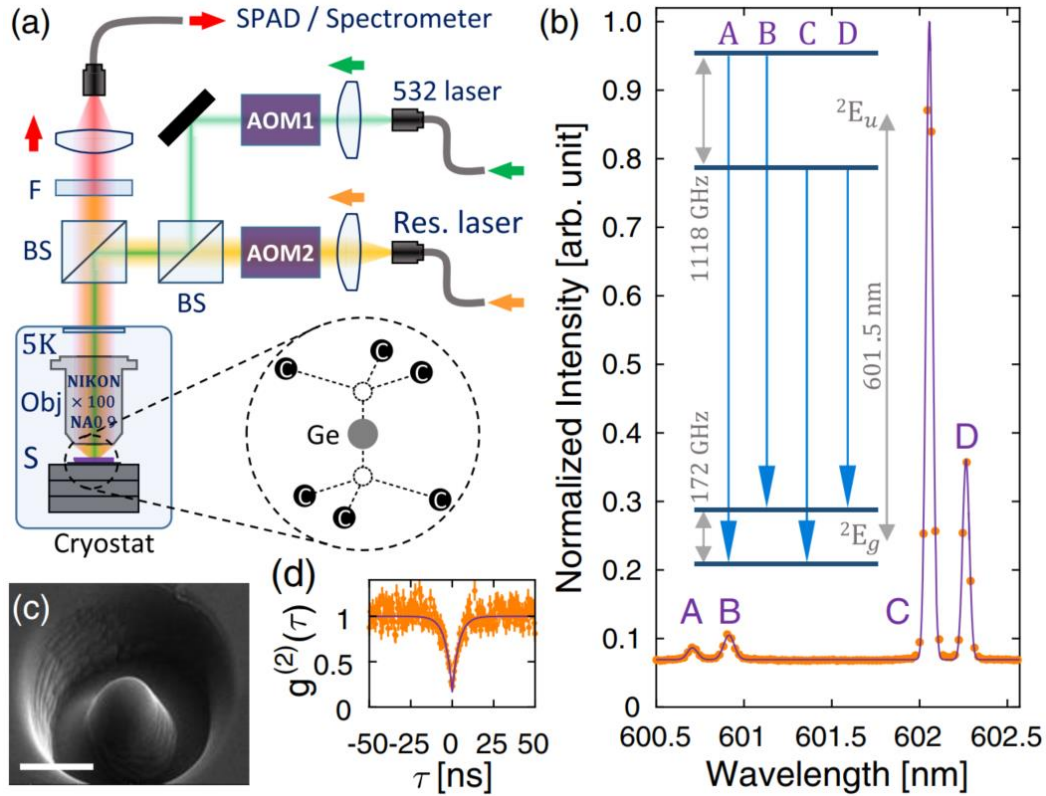 (a)
SPAD / Spectrometer
532 laser
AOM1
F
BS
Res. laser
AOM2
BS
5K
NIKON
× 100
NA0.9
Obj
S
Cryostat
Ge
C
C
C
C
C
C
(b)
Normalized Intensity [arb. unit]
1.0
0.9
0.8
0.7
0.6
0.5
0.4
0.3
0.2
0.1
0
A B C D
²Eᵤ
1118 GHz
601 .5 nm
172 GHz
²E_g
A B C D
600.5 601 601.5 602 602.5
Wavelength [nm]
(c)
(d)
g⁽²⁾(τ)
1
0.5
0
-50 -25 0 25 50
τ [ns]